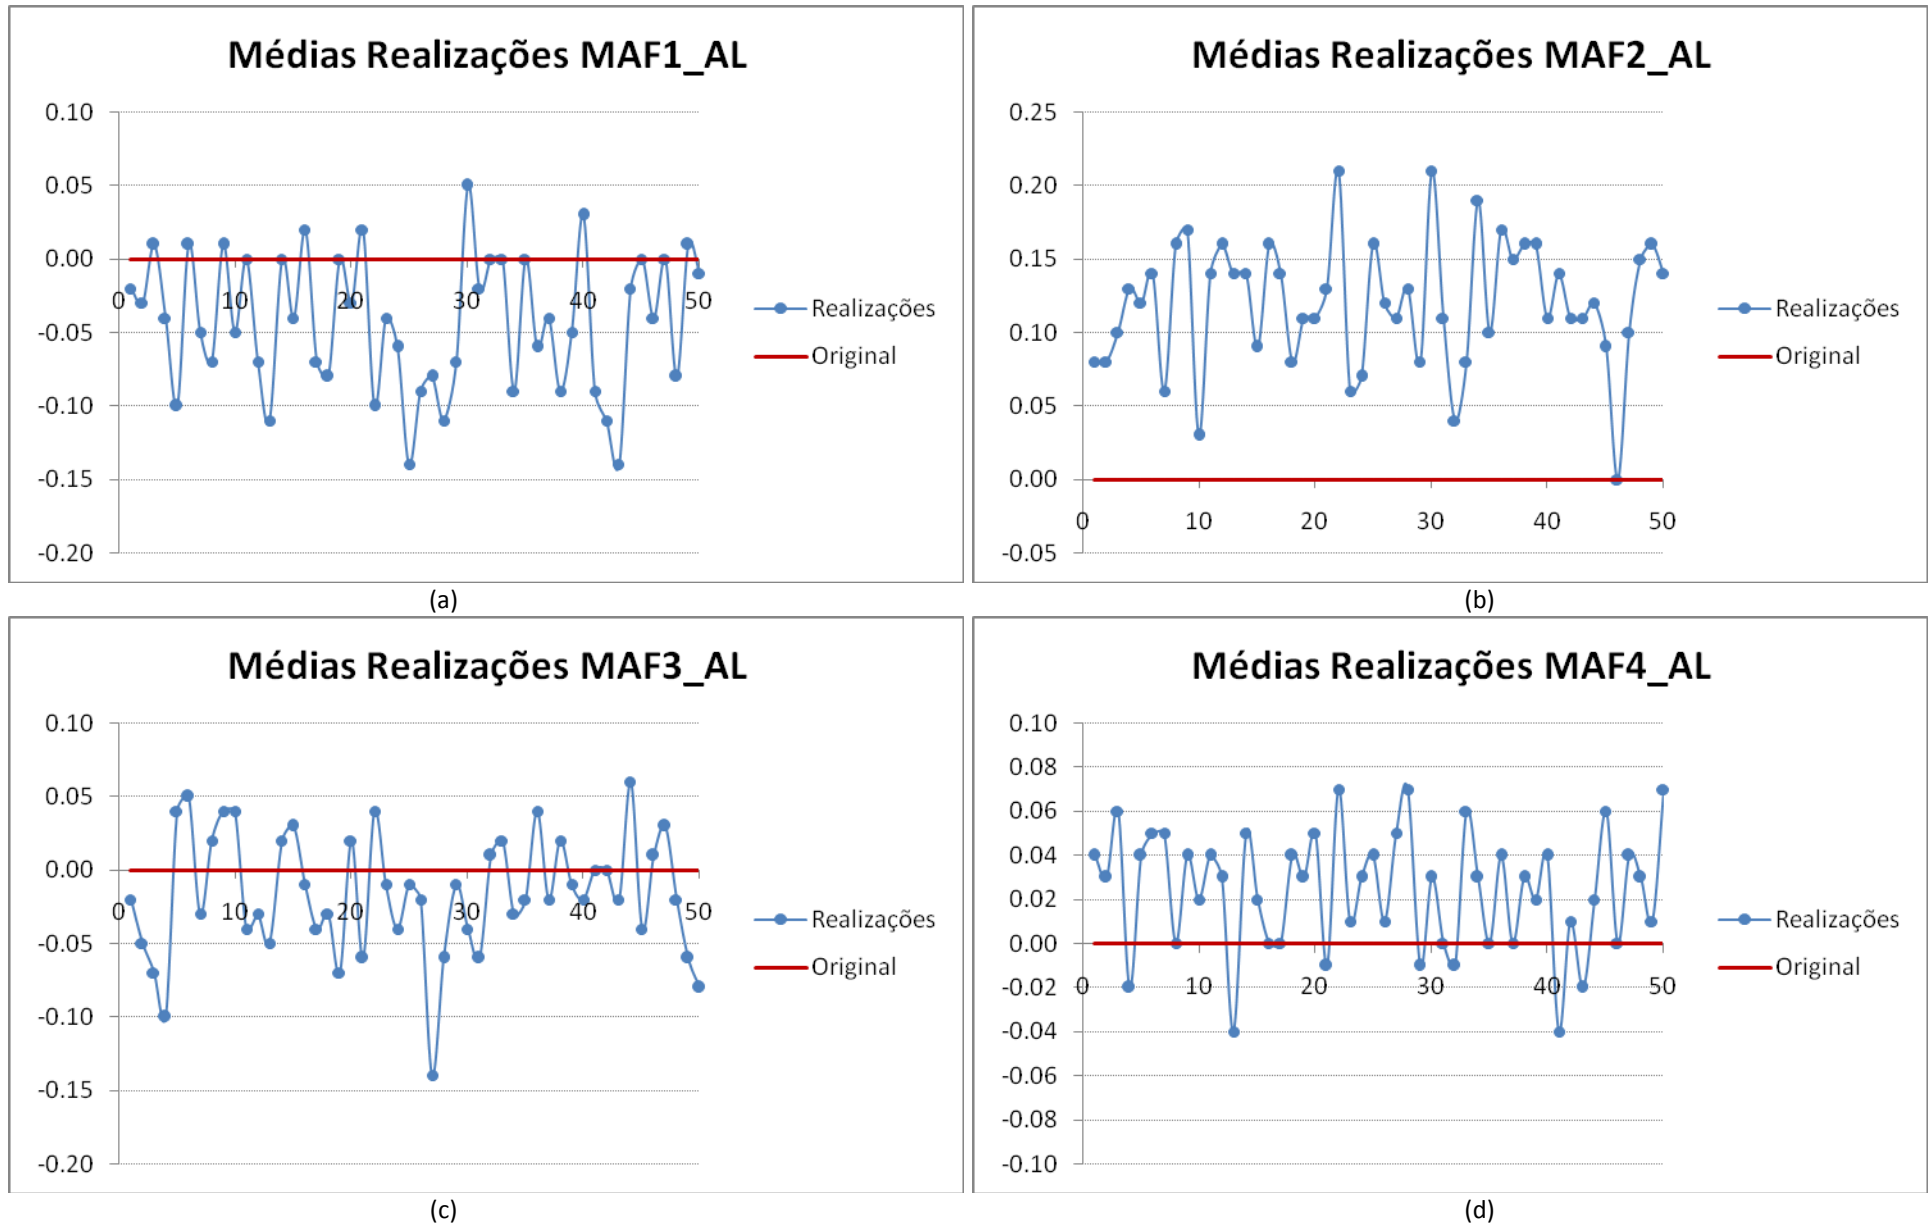 Médias Realizações MAF1_AL
0.10
0.05
0.00
-0.05
-0.10
-0.15
-0.20
0 10 20 30 40 50
Realizações
Original
(a)
Médias Realizações MAF2_AL
0.25
0.20
0.15
0.10
0.05
0.00
-0.05
0 10 20 30 40 50
Realizações
Original
(b)
Médias Realizações MAF3_AL
0.10
0.05
0.00
-0.05
-0.10
-0.15
-0.20
0 10 20 30 40 50
Realizações
Original
(c)
Médias Realizações MAF4_AL
0.10
0.08
0.06
0.04
0.02
0.00
-0.02
-0.04
-0.06
-0.08
-0.10
0 10 20 30 40 50
Realizações
Original
(d)